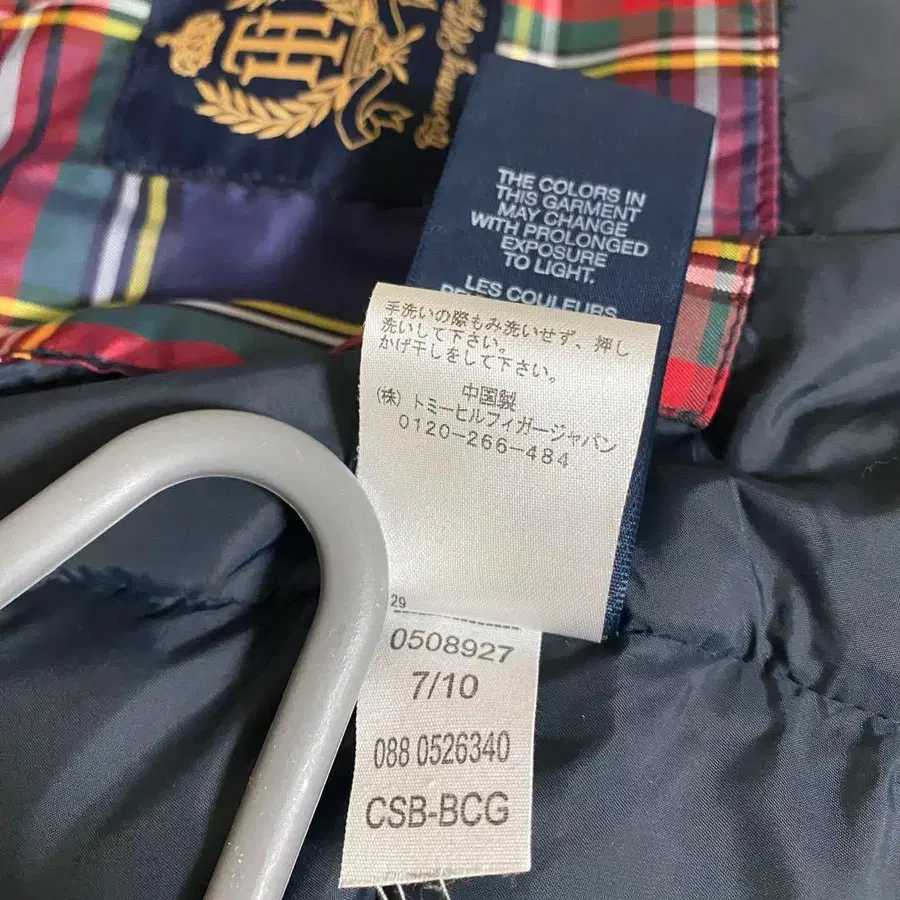 TH
THE COLORS IN
THIS GARMENT
MAY CHANGE
WITH PROLONGED
EXPOSURE
TO LIGHT.
LES COULEURS
手洗いの際もみ洗いせず、押し
洗いして下さい。
かげ干しをして下さい。
中国製
(株) トミーヒルフィガージャパン
0120-266-484
29
0508927
7/10
088 0526340
CSB-BCG